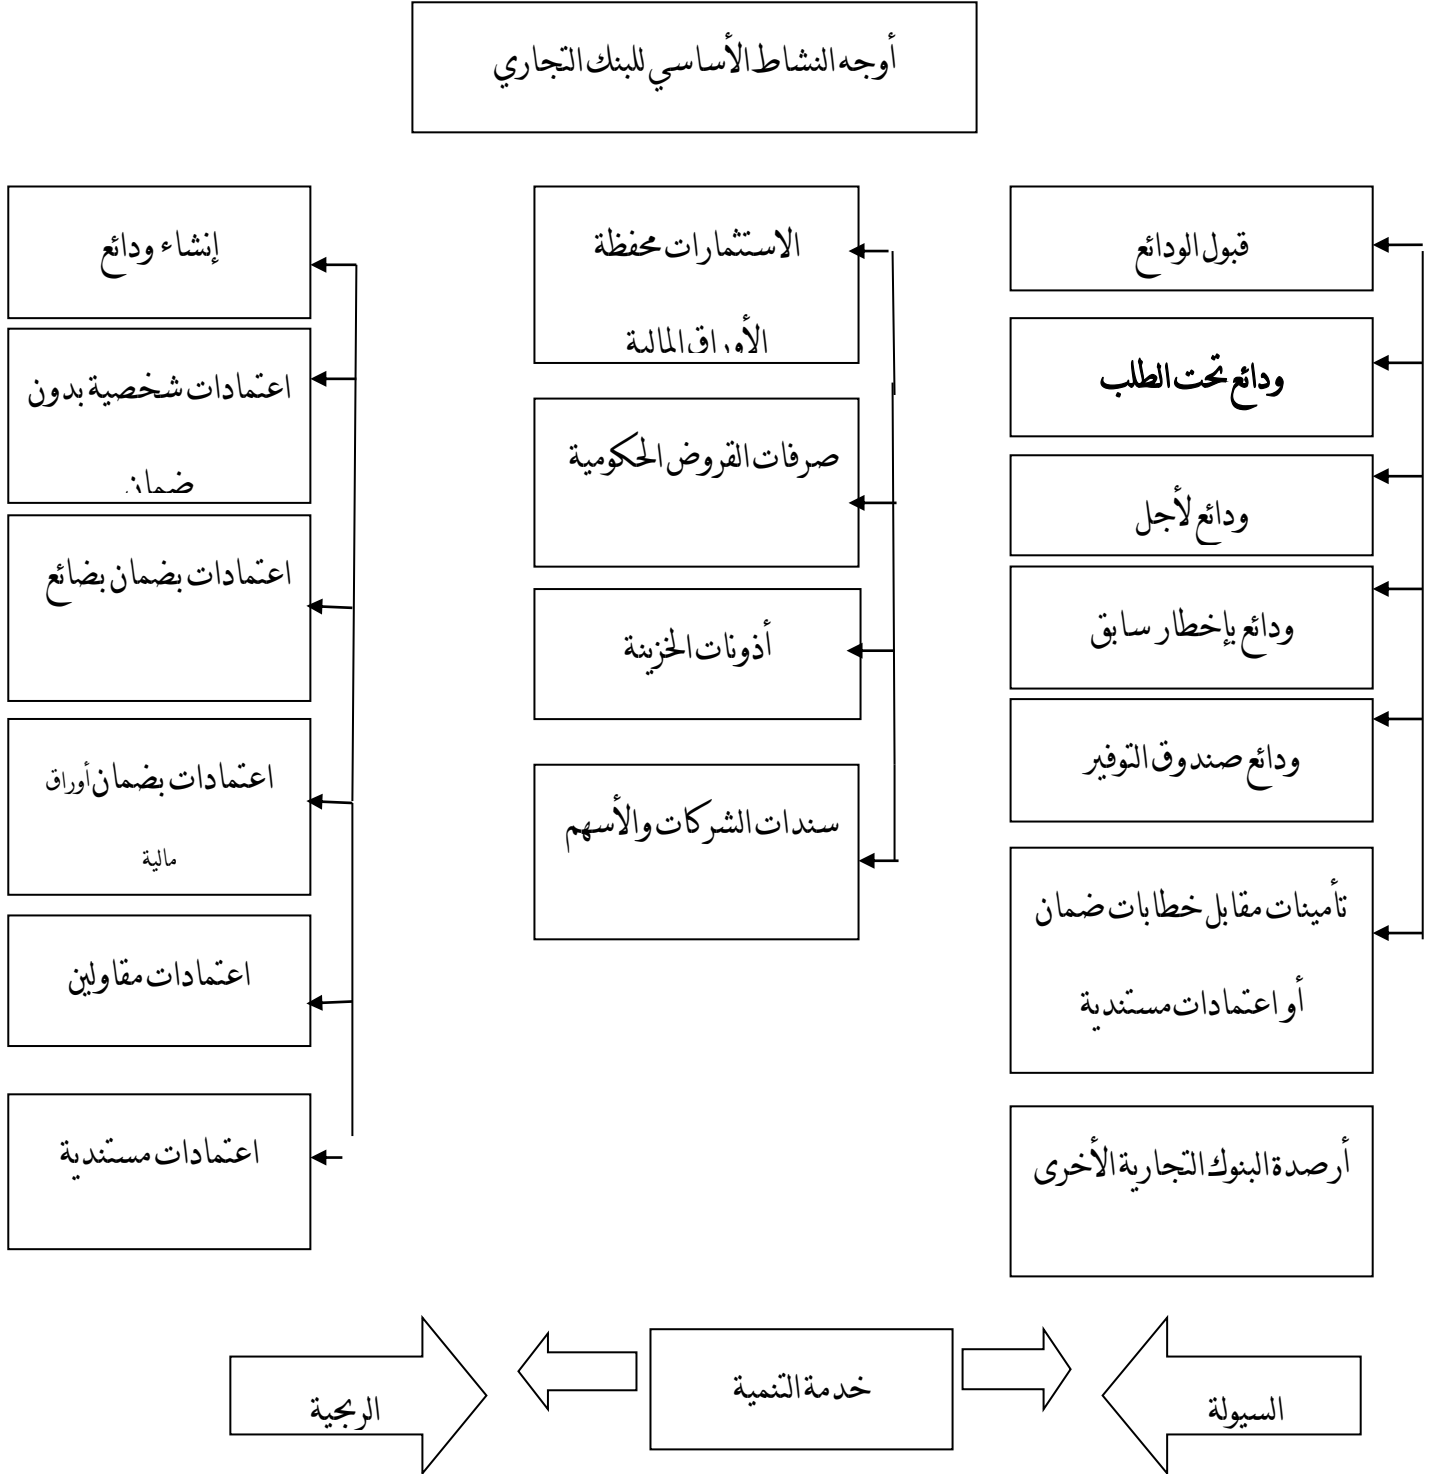 أوجه النشاط الأساسي للبنك التجاري
قبول الودائع
ودائع تحت الطلب
ودائع لأجل
ودائع بإخطار سابق
ودائع صندوق التوفير
تأمينات مقابل خطابات ضمان
أو اعتمادات مستندية
أرصدة البنوك التجارية الأخرى
الاستثمارات محفظة
الأوراق المالية
صرفات القروض الحكومية
أذونات الخزينة
سندات الشركات والأسهم
إنشاء ودائع
اعتمادات شخصية بدون
ضمان
اعتمادات بضمان بضائع
اعتمادات بضمان أوراق
مالية
اعتمادات مقاولين
اعتمادات مستندية
السيولة
خدمة التنمية
الربحية